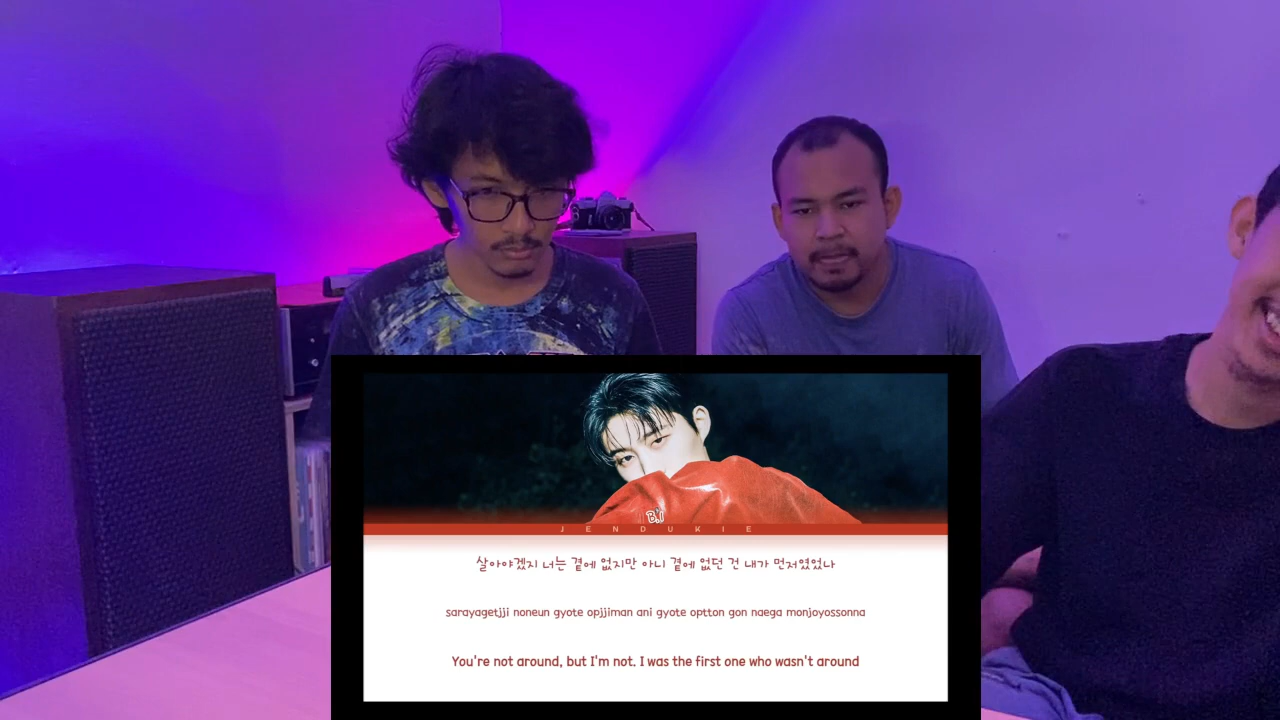 B.I
JENDUKIE
살아야겠지 너는 곁에 없지만 아니 곁에 없던 건 내가 먼저였었나
sarayagetjji noneun gyote opjjiman ani gyote optton gon naega monjoyossonna
You're not around, but I'm not. I was the first one who wasn't around